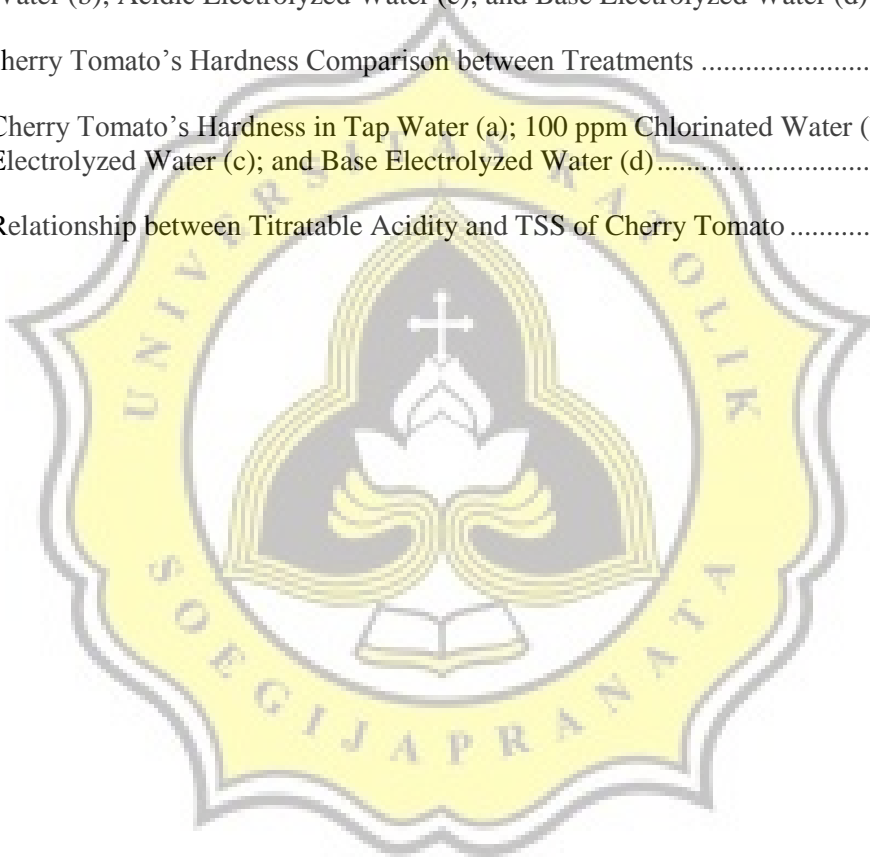 Water (b); Acidic Electrolyzed Water (c); and Base Electrolyzed Water (d)
Cherry Tomato’s Hardness Comparison between Treatments ......................
Cherry Tomato’s Hardness in Tap Water (a); 100 ppm Chlorinated Water (
Electrolyzed Water (c); and Base Electrolyzed Water (d)...........................
Relationship between Titratable Acidity and TSS of Cherry Tomato ..........
UNIVERSITAS KATOLIK
SOEGIJAPRANATA